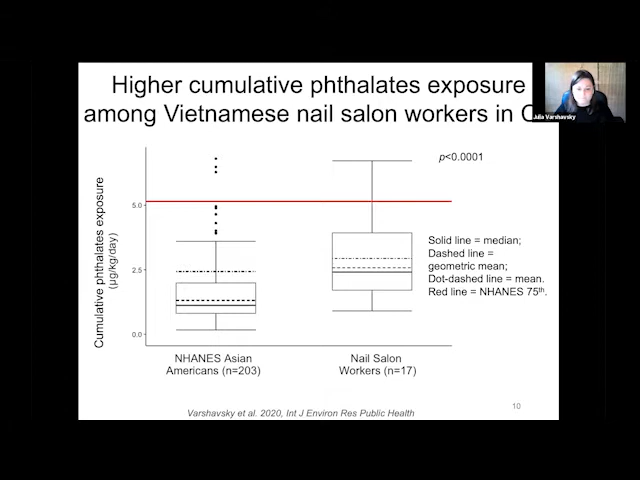 Higher cumulative phthalates exposure
among Vietnamese nail salon workers in C
Julia Varshavsky
p<0.0001
Cumulative phthalates exposure
(µg/kg/day)
5.0
2.5
0.0
Solid line = median;
Dashed line =
geometric mean;
Dot-dashed line = mean.
Red line = NHANES 75th.
NHANES Asian
Americans (n=203)
Nail Salon
Workers (n=17)
10
Varshavsky et al. 2020, Int J Environ Res Public Health